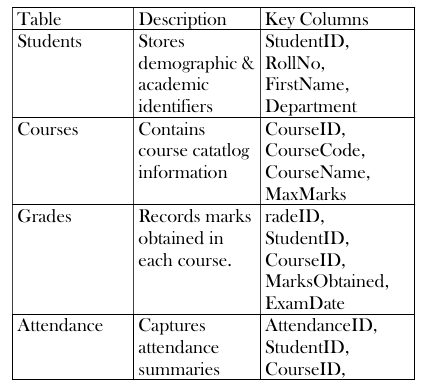 Table Description Key Columns
Students Stores StudentID,
demographic & RollNo,
academic FirstName,
identifiers Department
Courses Contains CourseID,
course catatlog CourseCode,
information CourseName,
MaxMarks
Grades Records marks radeID,
obtained in StudentID,
each course. CourseID,
MarksObtained,
ExamDate
Attendance Captures AttendanceID,
attendance StudentID,
summaries CourseID,